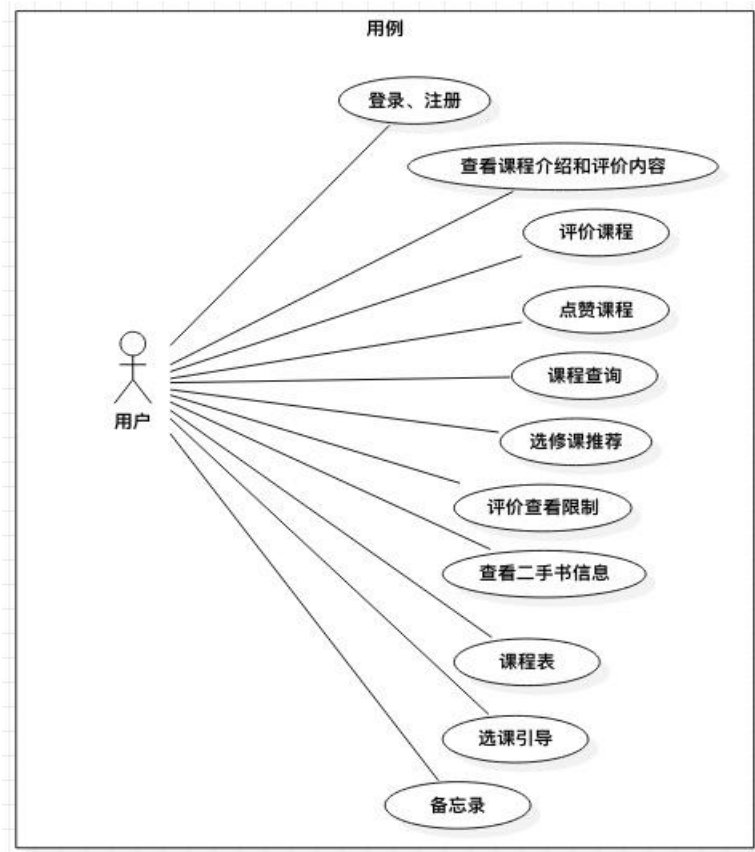 用例
登录、注册
查看课程介绍和评价内容
评价课程
点赞课程
课程查询
用户
选修课推荐
评价查看限制
查看二手书信息
课程表
选课引导
备忘录